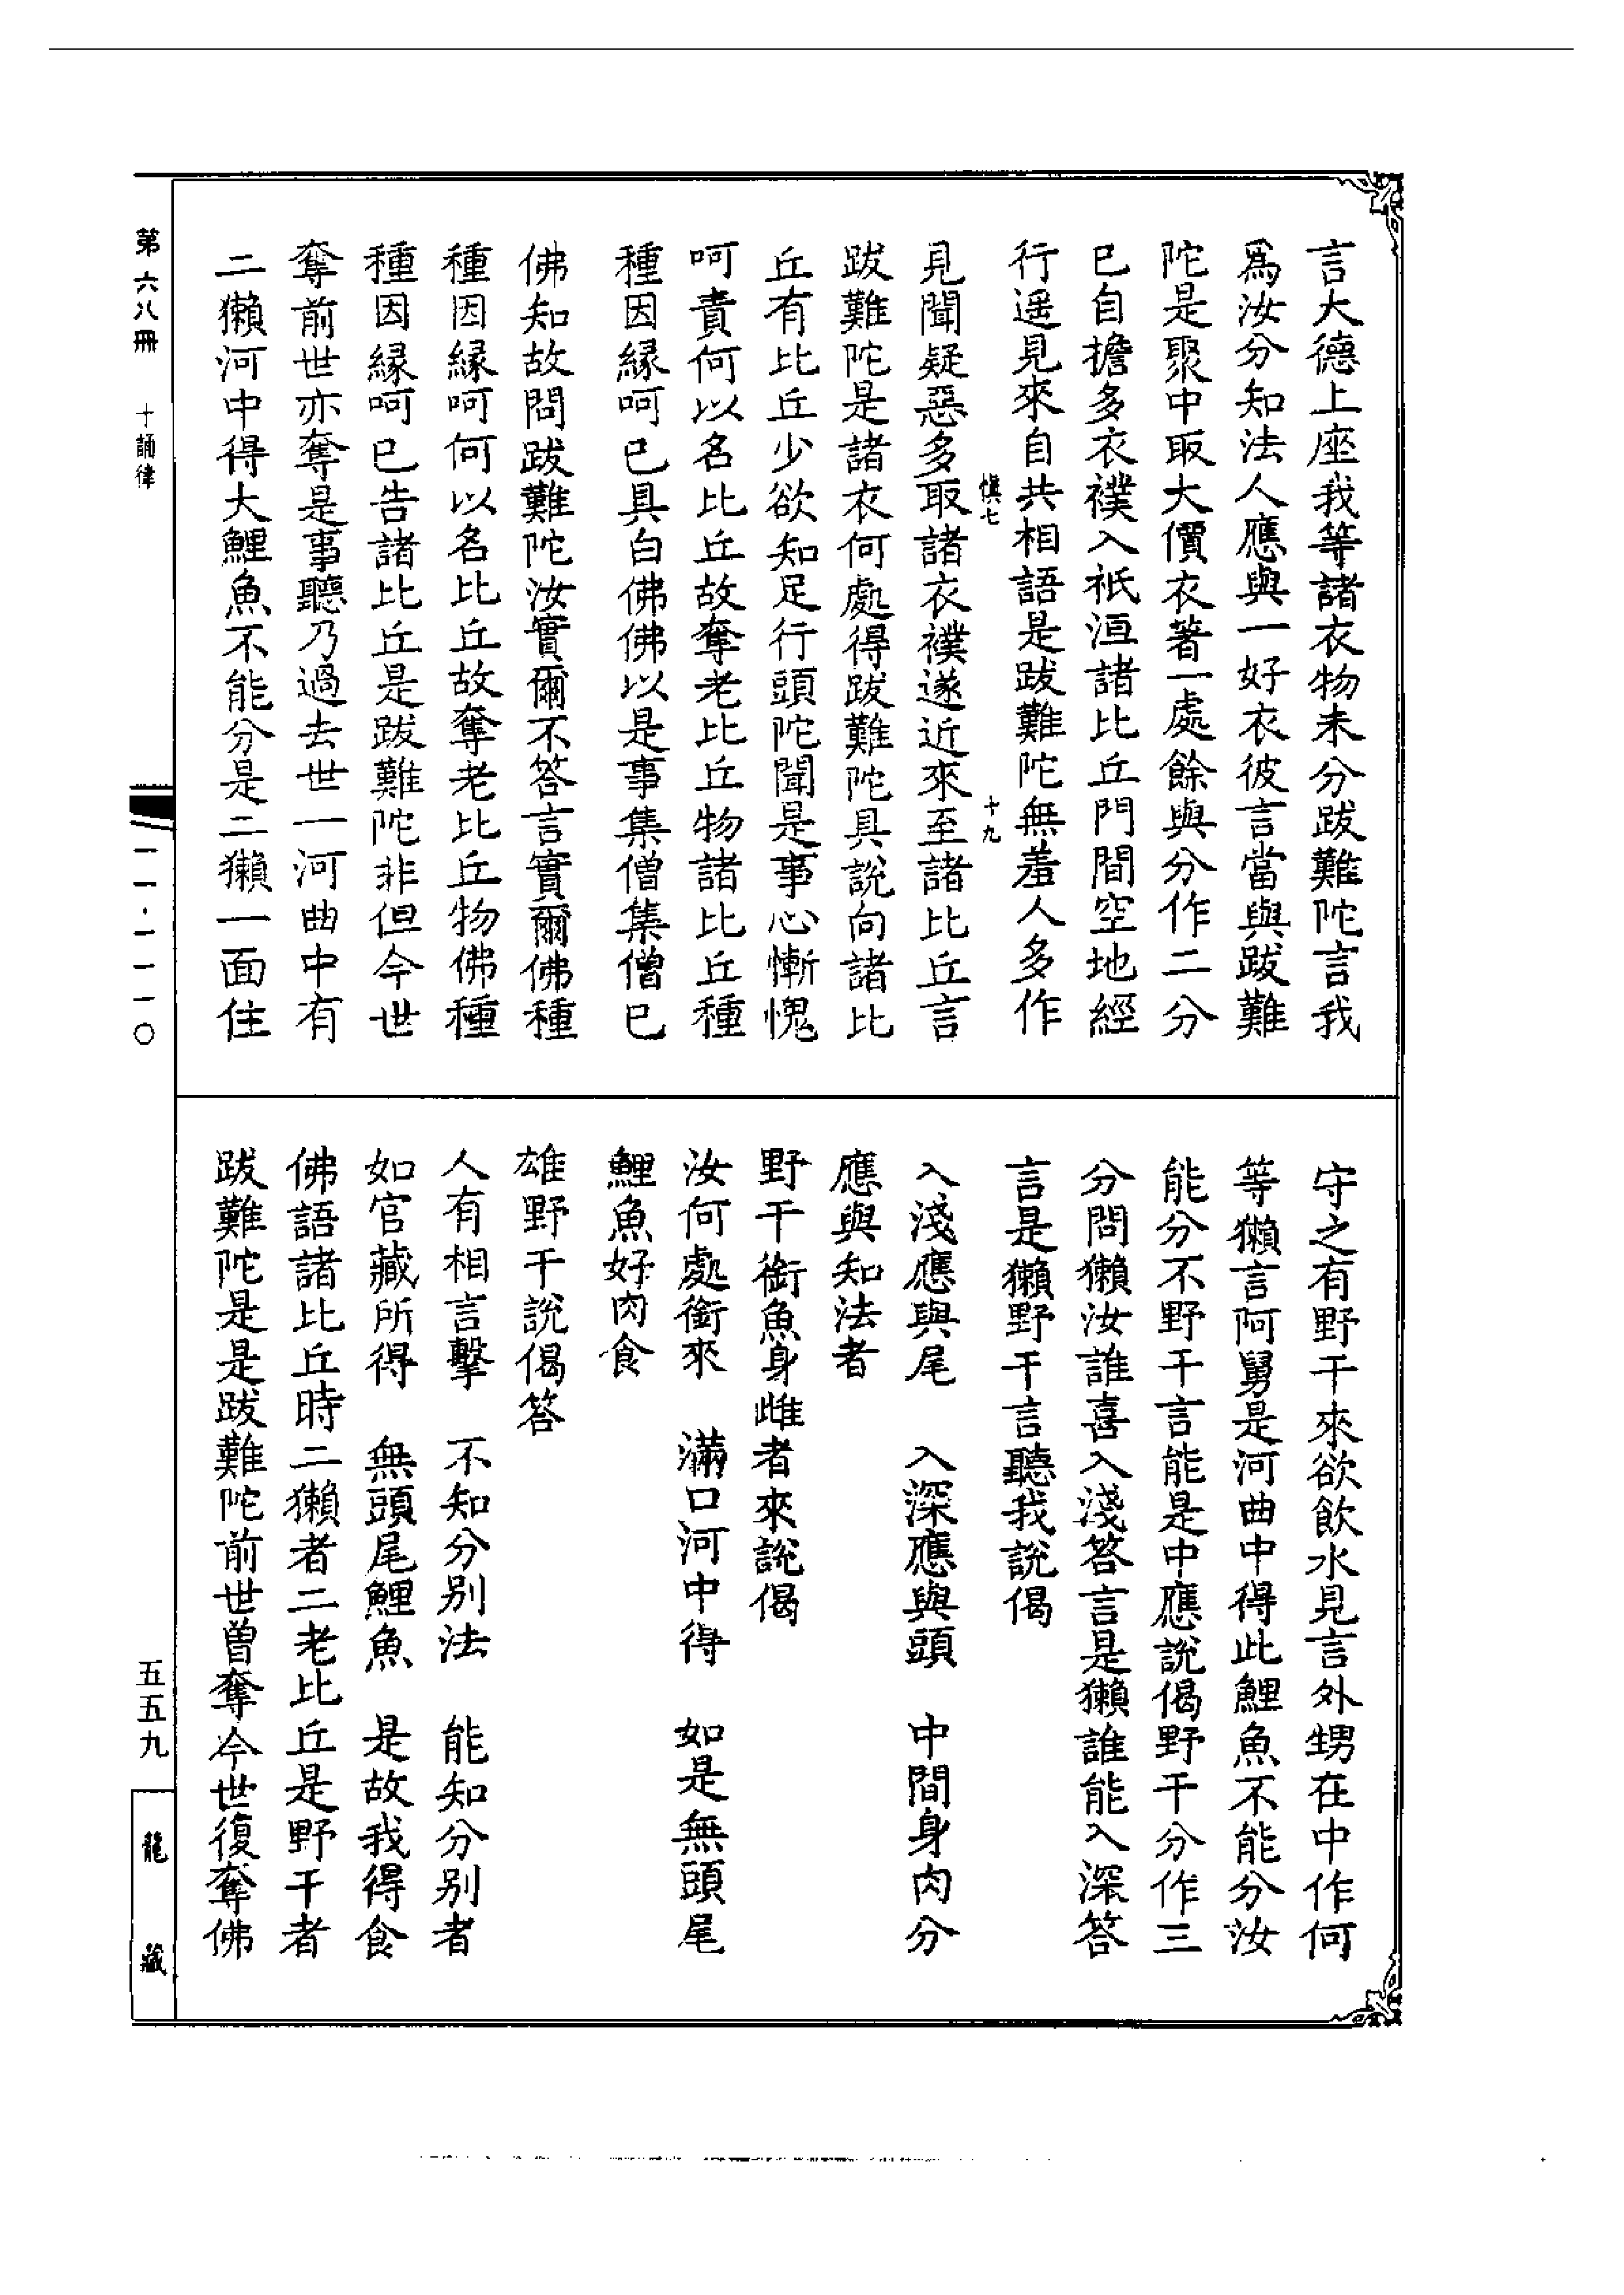 言大德上座我等諸衣物未分跋難陀言我
爲汝分知法人應與一好衣彼言當與跋難
陀是聚中取大價衣著一處餘與分作二分
已自擔多衣襆入祇洹諸比丘門間空地經
行遥見來自共相語是跋難陀無羞人多作
慎七
十九
見聞疑惡多取諸衣襆遂近來至諸比丘言
跋難陀是諸衣何處得跋難陀具説向諸比
丘有比丘少欲知足行頭陀聞是事心慚愧
呵責何以名比丘故奪老比丘物諸比丘種
種因緣呵已具白佛佛以是事集僧集僧已
佛知故問跋難陀汝實爾不答言實爾佛種
種因緣呵何以名比丘故奪老比丘物佛種
種因緣呵已告諸比丘是跋難陀非但今世
奪前世亦奪是事聽乃過去世一河曲中有
二獺河中得大鯉魚不能分是二獺一面住
守之有野干來欲飲水見言外甥在中作何
等獺言阿舅是河曲中得此鯉魚不能分汝
能分不野干言能是中應説偈野干分作三
分問獺汝誰喜入淺答言是獺誰能入深答
言是獺野干言聽我説偈
入淺應與尾　入深應與頭　中間身肉分
應與知法者
野干銜魚身雌者來説偈
汝何處銜來　滿口河中得　如是無頭尾
鯉魚好肉食
雄野干説偈答
人有相言擊　不知分别法　能知分别者
如官藏所得　無頭尾鯉魚　是故我得食
佛語諸比丘時二獺者二老比丘是野干者
跋難陀是是跋難陀前世曾奪今世復奪佛
第六八冊　十誦律
一一·一一一〇
五五九
龍藏